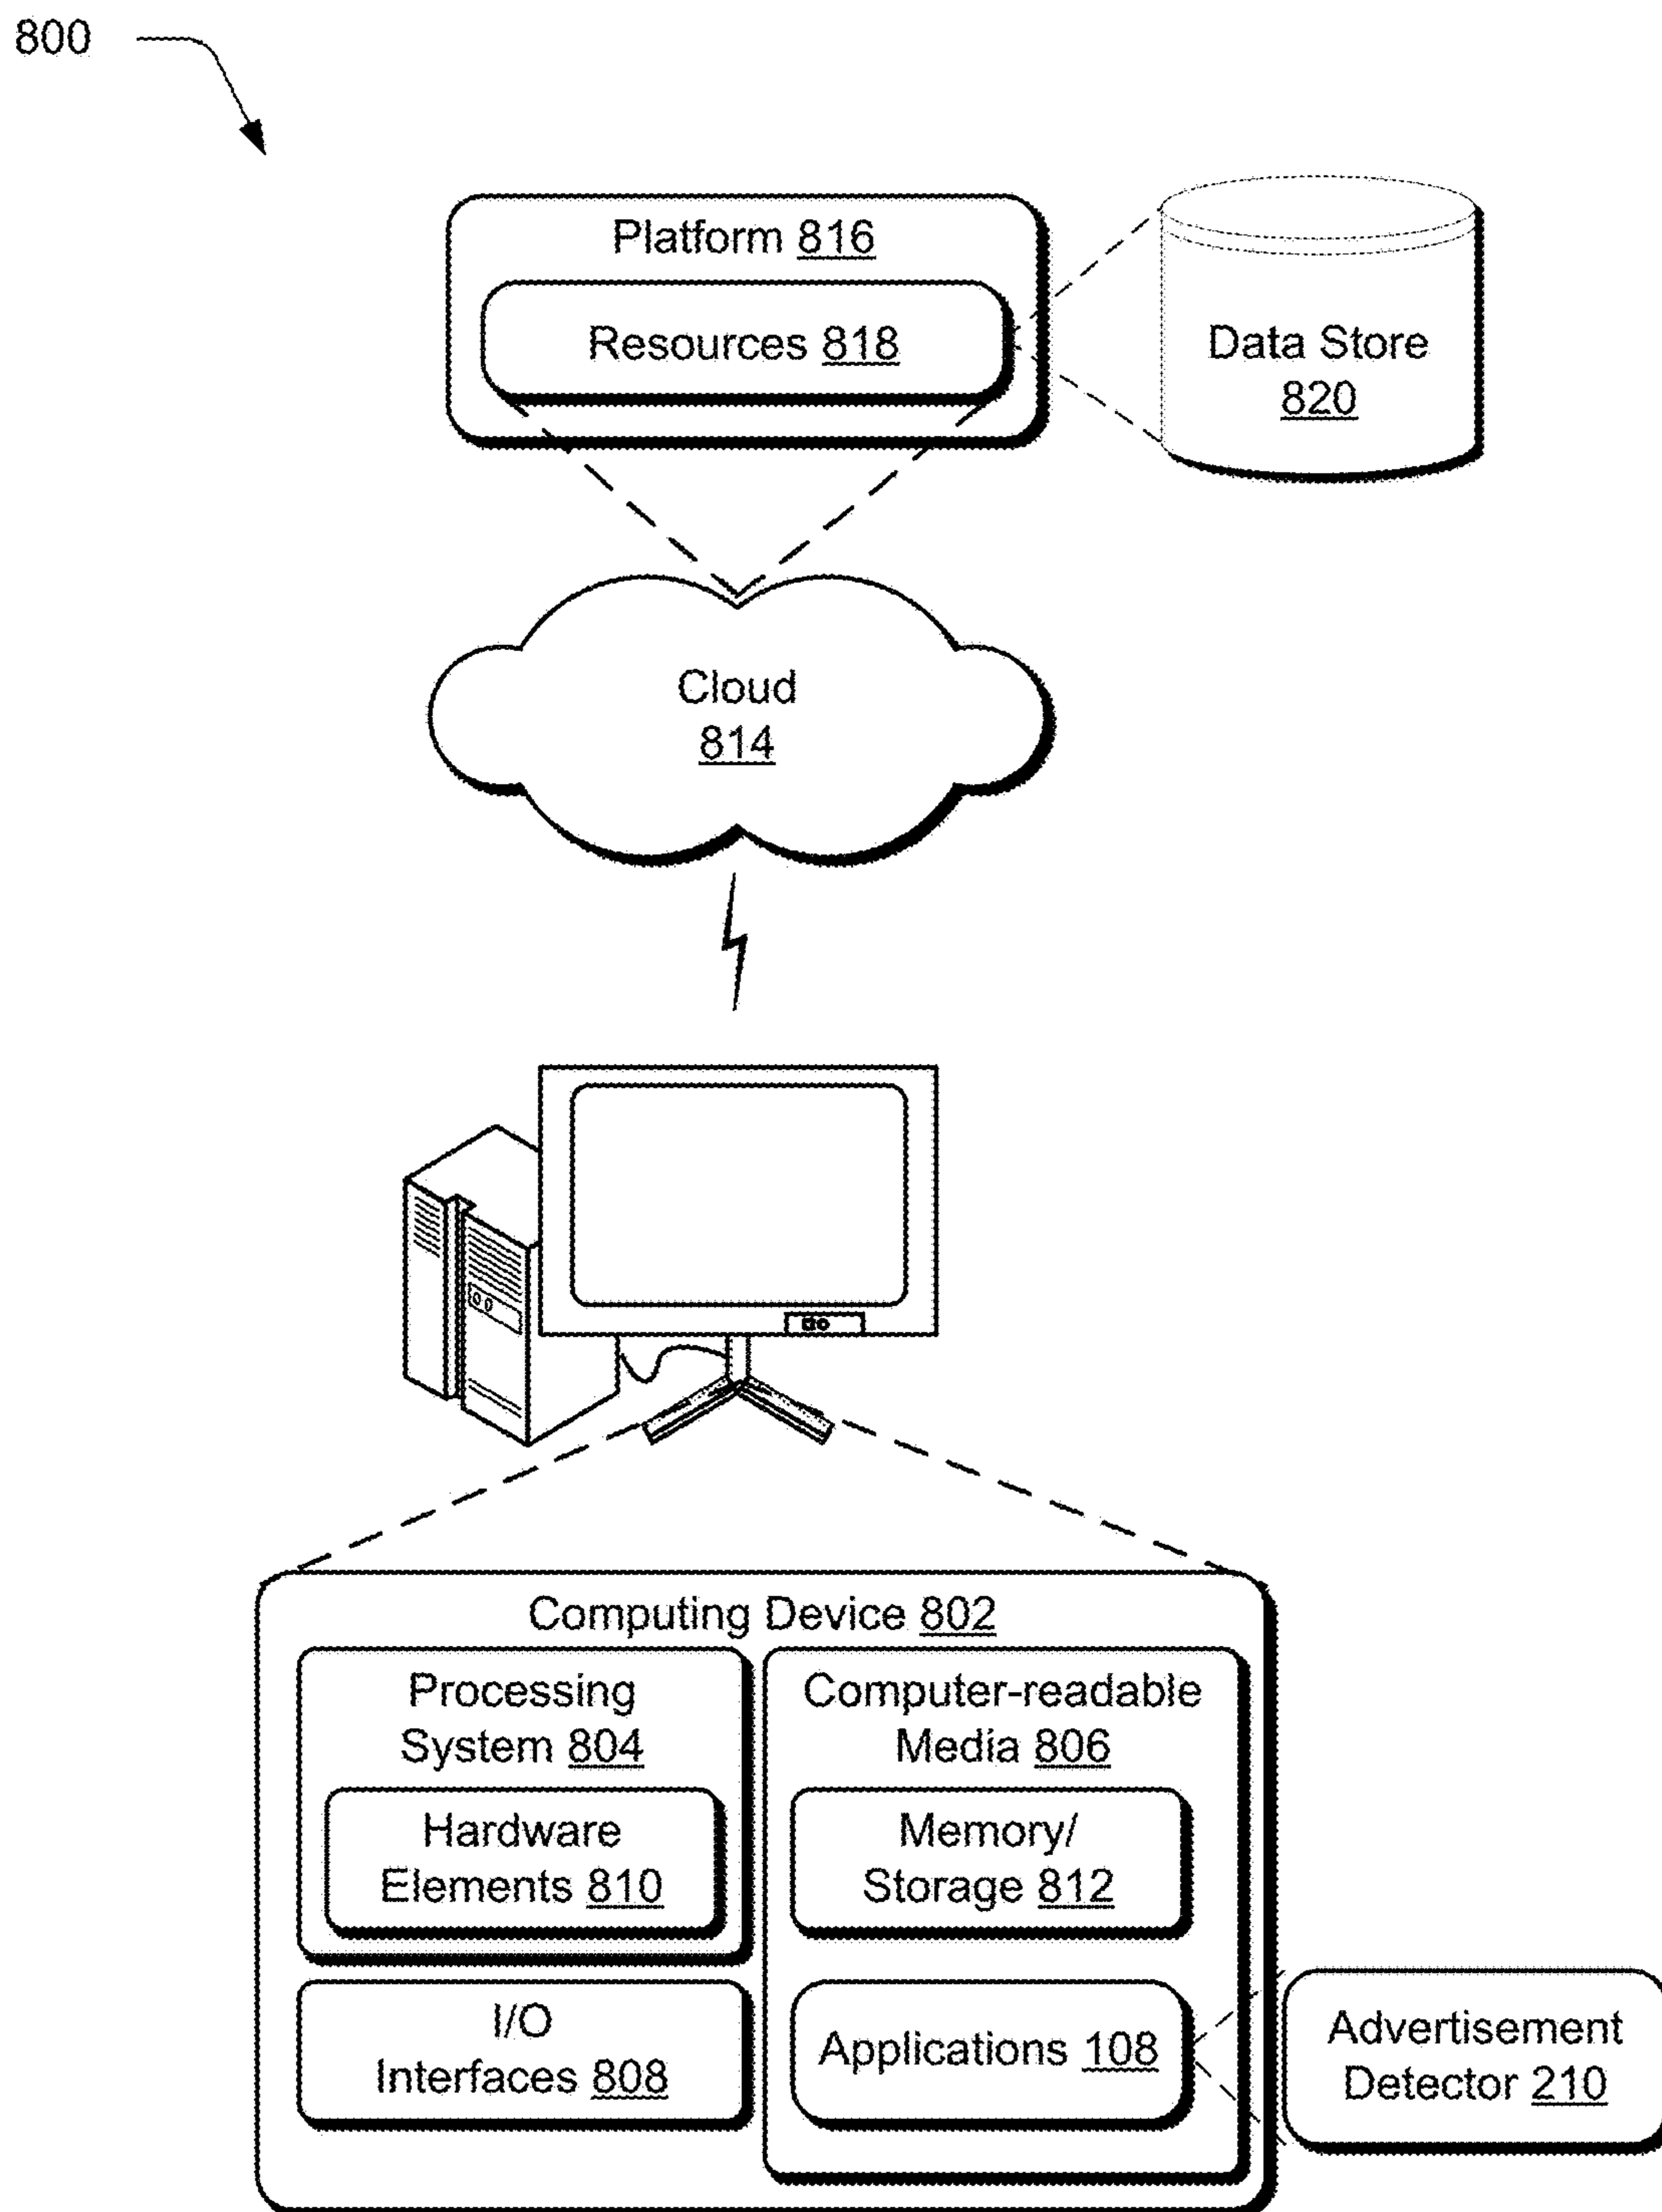 800
Platform 816
Resources 818
Data Store
820
Cloud
814
Computing Device 802
Processing
System 804
Hardware
Elements 810
I/O
Interfaces 808
Computer-readable
Media 806
Memory/
Storage 812
Applications 108
Advertisement
Detector 210